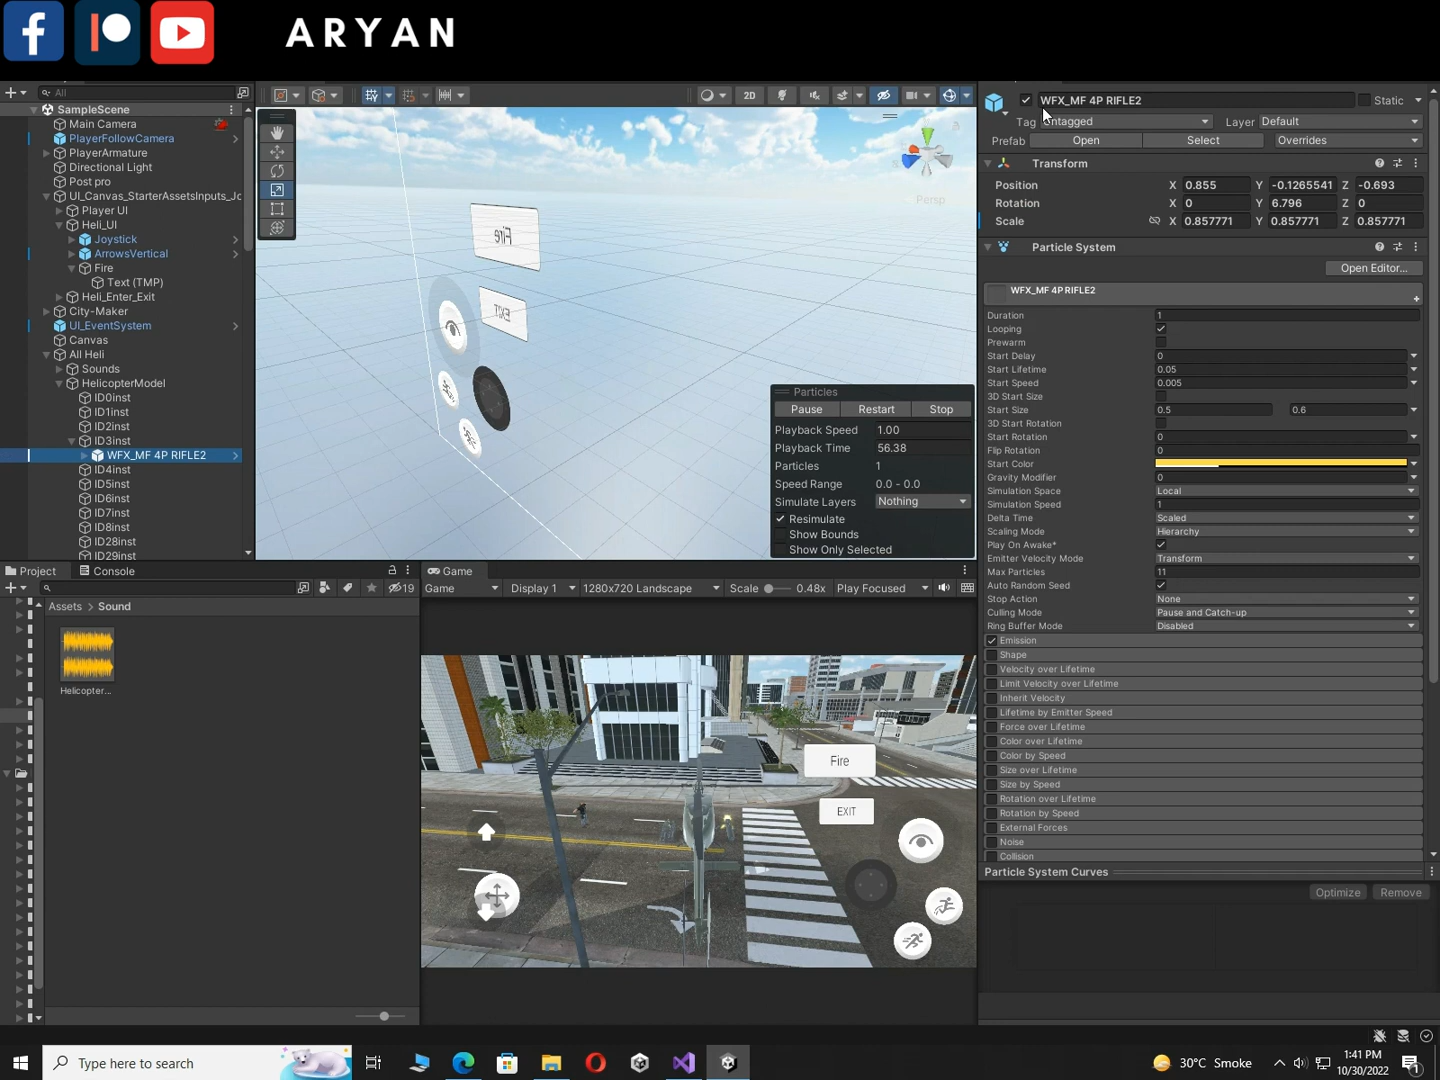 ARYAN
All
SampleScene
Main Camera
PlayerFollowCamera
PlayerArmature
Directional Light
Post pro
UI_Canvas_StarterAssetsInputs_Jo
Player UI
Heli_UI
Joystick
ArrowsVertical
Fire
Text (TMP)
Heli_Enter_Exit
City-Maker
UI_EventSystem
Canvas
All Heli
Sounds
HelicopterModel
ID0inst
ID1inst
ID2inst
ID3inst
WFX_MF 4P RIFLE2
ID4inst
ID5inst
ID6inst
ID7inst
ID8inst
ID28inst
ID29inst
2D
Persp
Fire
EXIT
Particles
Pause Restart Stop
Playback Speed 1.00
Playback Time 56.38
Particles 1
Speed Range 0.0 - 0.0
Simulate Layers Nothing
Resimulate
Show Bounds
Show Only Selected
WFX_MF 4P RIFLE2 Static
Tag Untagged Layer Default
Prefab Open Select Overrides
Transform
Position X 0.855 Y -0.1265541 Z -0.693
Rotation X 0 Y 6.796 Z 0
Scale X 0.857771 Y 0.857771 Z 0.857771
Particle System
Open Editor...
WFX_MF 4P RIFLE2
Duration 1
Looping
Prewarm
Start Delay 0
Start Lifetime 0.05
Start Speed 0.005
3D Start Size
Start Size 0.5 0.6
3D Start Rotation
Start Rotation 0
Flip Rotation 0
Start Color
Gravity Modifier 0
Simulation Space Local
Simulation Speed 1
Delta Time Scaled
Scaling Mode Hierarchy
Play On Awake*
Emitter Velocity Mode Transform
Max Particles 11
Auto Random Seed
Stop Action None
Culling Mode Pause and Catch-up
Ring Buffer Mode Disabled
Emission
Shape
Velocity over Lifetime
Limit Velocity over Lifetime
Inherit Velocity
Lifetime by Emitter Speed
Force over Lifetime
Color over Lifetime
Color by Speed
Size over Lifetime
Size by Speed
Rotation over Lifetime
Rotation by Speed
External Forces
Noise
Collision
Particle System Curves
Optimize Remove
Project Console
19
Assets > Sound
Helicopter...
Game
Game Display 1 1280x720 Landscape Scale 0.48x Play Focused
Fire
EXIT
Type here to search
30°C Smoke
1:41 PM
10/30/2022
1